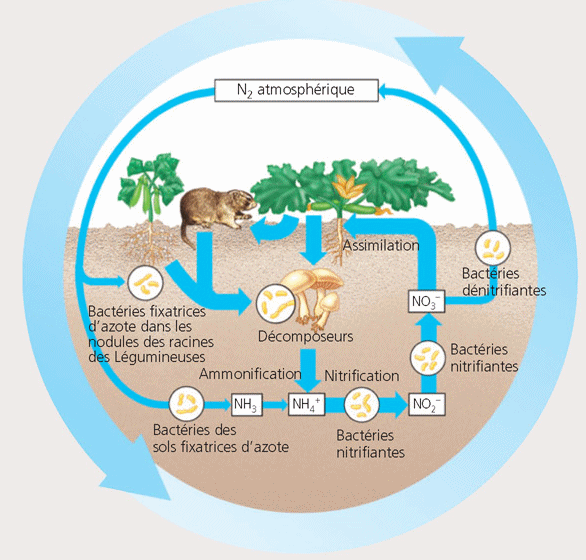 N₂ atmosphérique
Assimilation
Bactéries
dénitrifiantes
NO₃⁻
Bactéries fixatrices
d'azote dans les
nodules des racines
des Légumineuses
Décomposeurs
Bactéries
nitrifiantes
Ammonification
Nitrification
NH₃
NH₄⁺
NO₂⁻
Bactéries des
sols fixatrices d'azote
Bactéries
nitrifiantes